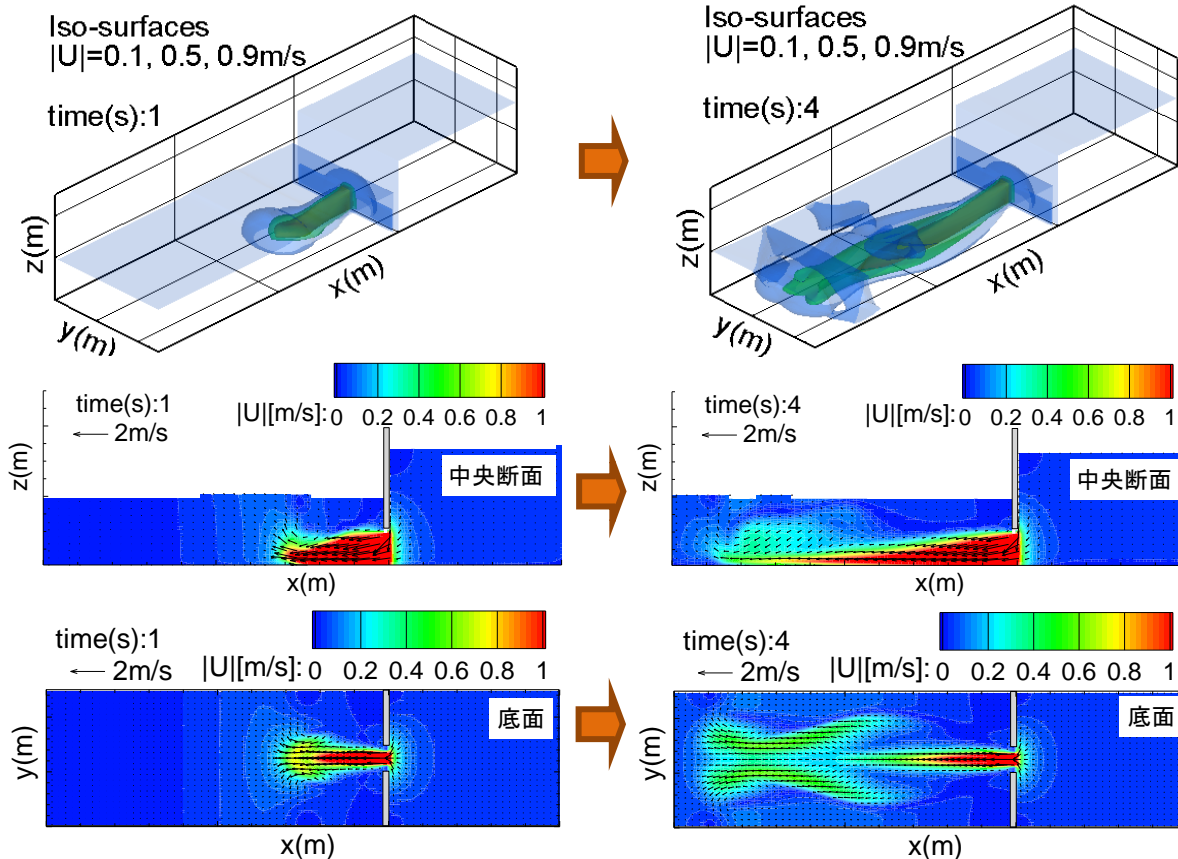 Iso-surfaces
|U|=0.1, 0.5, 0.9m/s
time(s):1
z(m)
y(m)
x(m)
Iso-surfaces
|U|=0.1, 0.5, 0.9m/s
time(s):4
z(m)
y(m)
x(m)
time(s):1
← 2m/s
|U|[m/s]: 0 0.2 0.4 0.6 0.8 1
z(m)
中央断面
x(m)
time(s):4
← 2m/s
|U|[m/s]: 0 0.2 0.4 0.6 0.8 1
z(m)
中央断面
x(m)
time(s):1
← 2m/s
|U|[m/s]: 0 0.2 0.4 0.6 0.8 1
y(m)
底面
x(m)
time(s):4
← 2m/s
|U|[m/s]: 0 0.2 0.4 0.6 0.8 1
y(m)
底面
x(m)